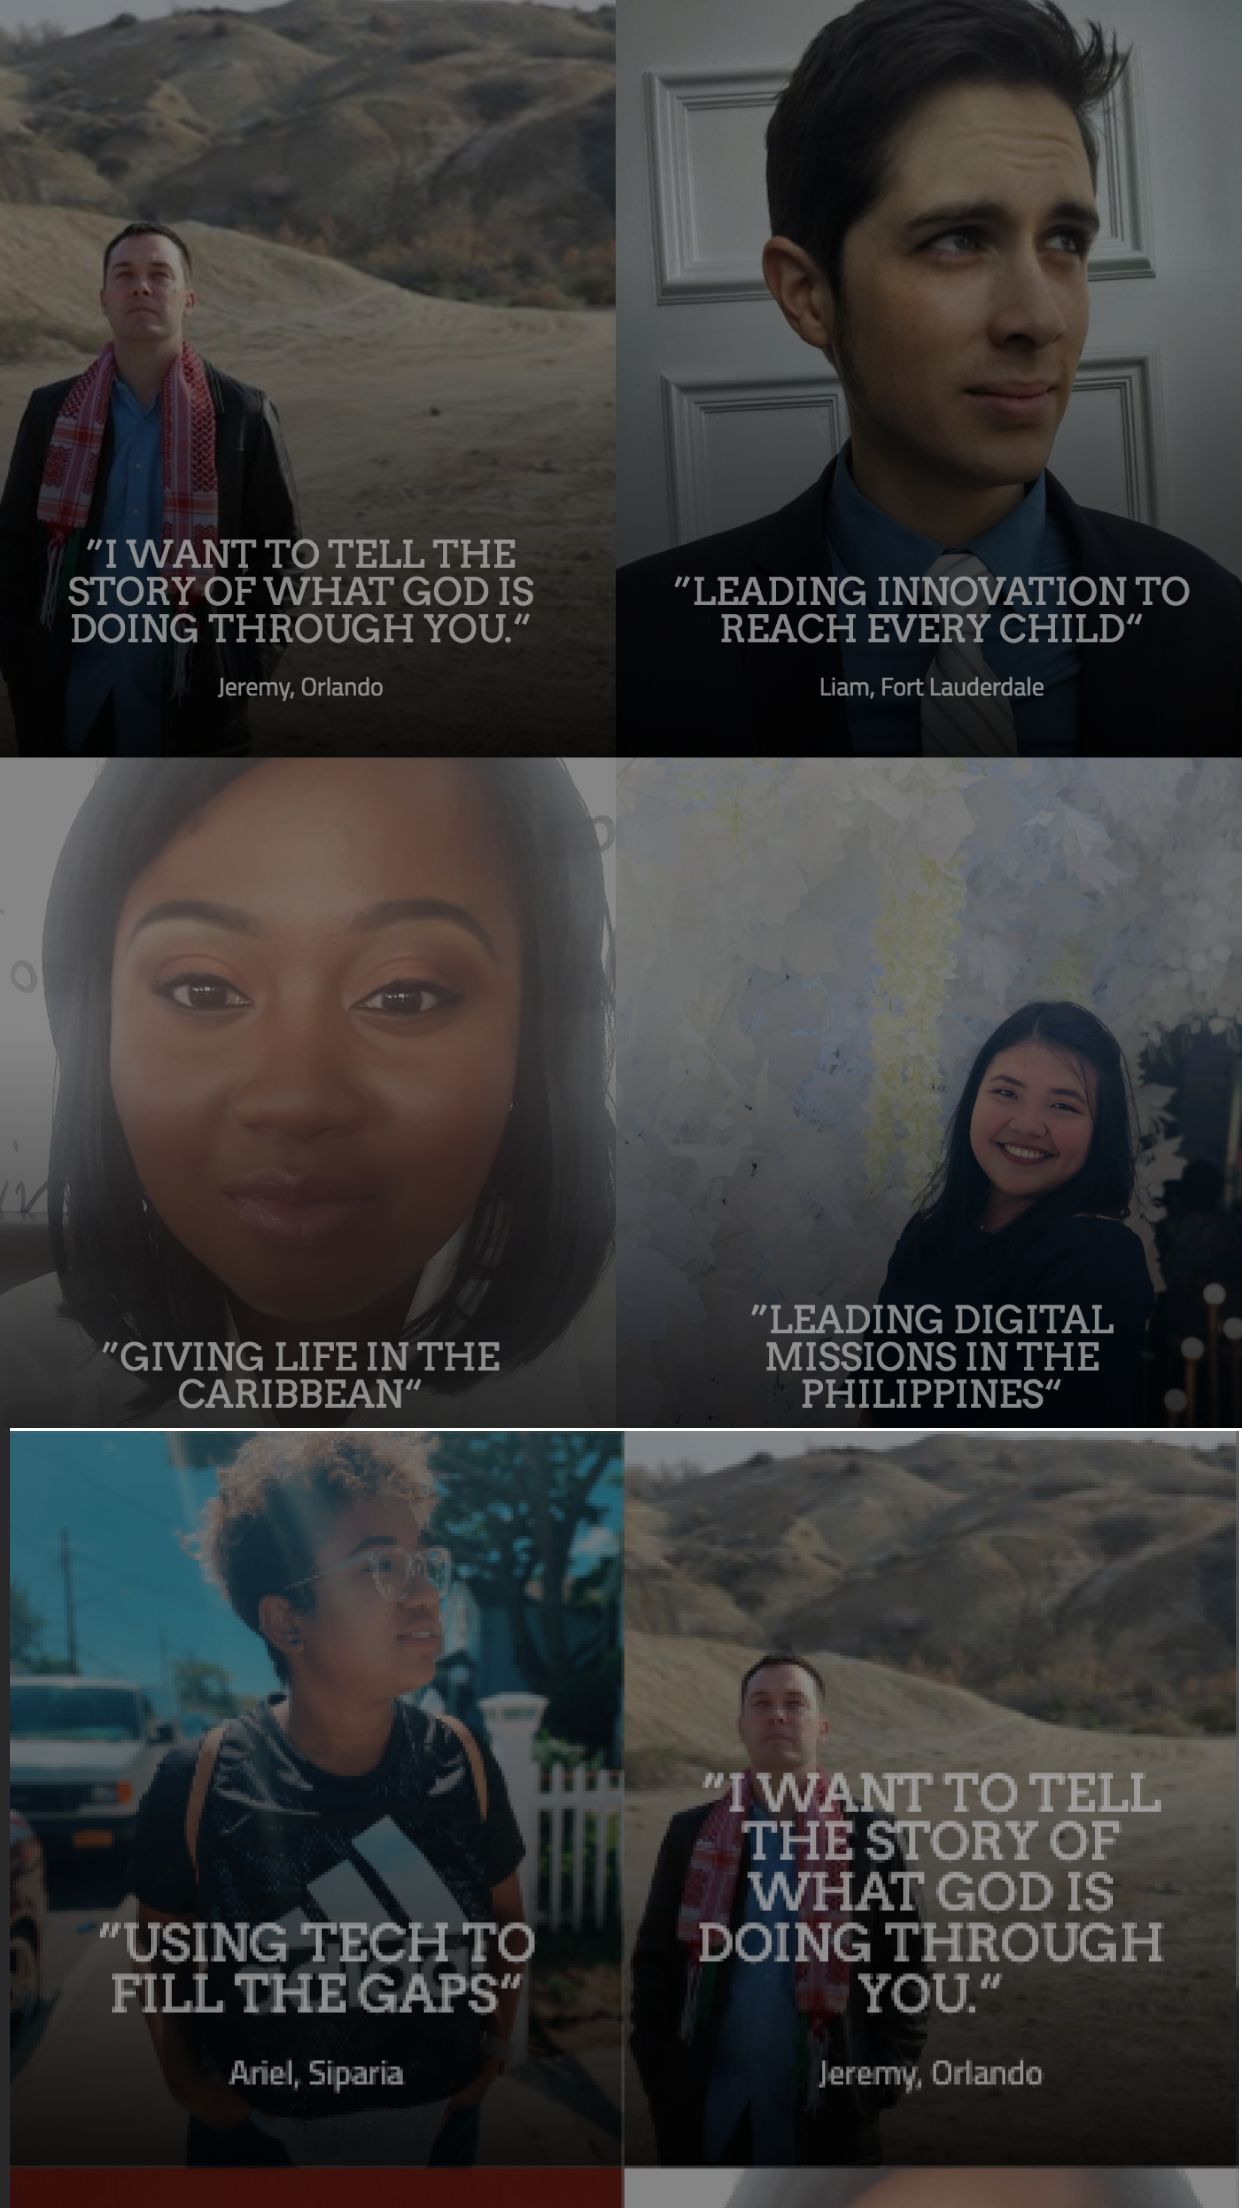 "I WANT TO TELL THE
STORY OF WHAT GOD IS
DOING THROUGH YOU."
Jeremy, Orlando
"LEADING INNOVATION TO
REACH EVERY CHILD"
Liam, Fort Lauderdale
"GIVING LIFE IN THE
CARIBBEAN"
"LEADING DIGITAL
MISSIONS IN THE
PHILIPPINES"
"USING TECH TO
FILL THE GAPS"
Ariel, Siparia
"I WANT TO TELL
THE STORY OF
WHAT GOD IS
DOING THROUGH
YOU."
Jeremy, Orlando